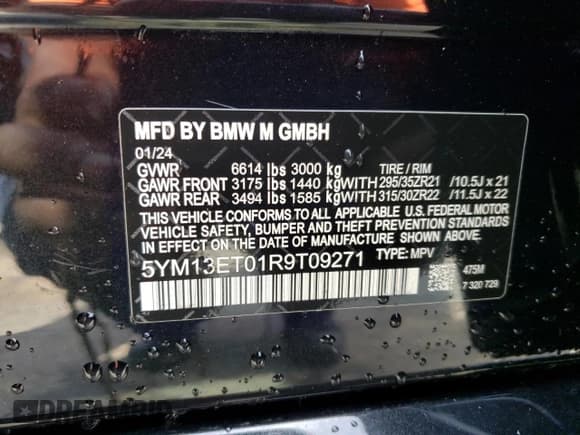 MFD BY BMW M GMBH
01/24
GVWR 6614 lbs 3000 kg TIRE / RIM
GAWR FRONT 3175 lbs 1440 kgWITH 295/35ZR21 /10.5J x 21
GAWR REAR 3494 lbs 1585 kgWITH 315/30ZR22 /11.5J x 22
THIS VEHICLE CONFORMS TO ALL APPLICABLE U.S. FEDERAL MOTOR
VEHICLE SAFETY, BUMPER AND THEFT PREVENTION STANDARDS
IN EFFECT ON THE DATE OF MANUFACTURE SHOWN ABOVE.
5YM13ET01R9T09271 TYPE: MPV
475M
7 320 729
DREAMBID